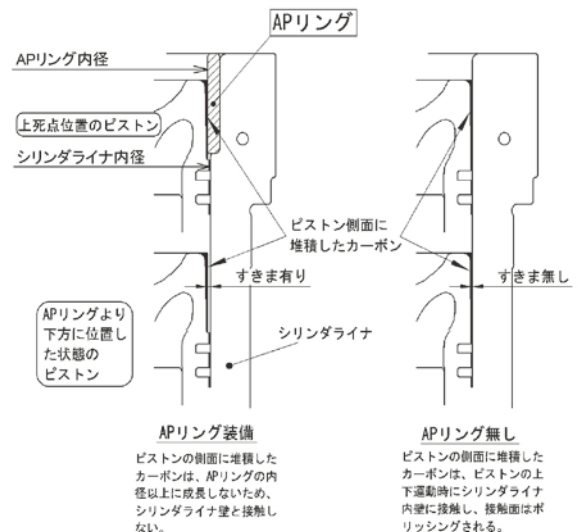 APリング
APリング内径
上死点位置のピストン
シリンダライナ内径
ピストン側面に
堆積したカーボン
すきま有り
すきま無し
APリングより
下方に位置し
た状態の
ピストン
シリンダライナ
APリング装備
ピストンの側面に堆積した
カーボンは、APリングの内
径以上に成長しないため、
シリンダライナ壁と接触し
ない。
APリング無し
ピストンの側面に堆積した
カーボンは、ピストンの上
下運動時にシリンダライナ
内壁に接触し、接触面はポ
リッシングされる。